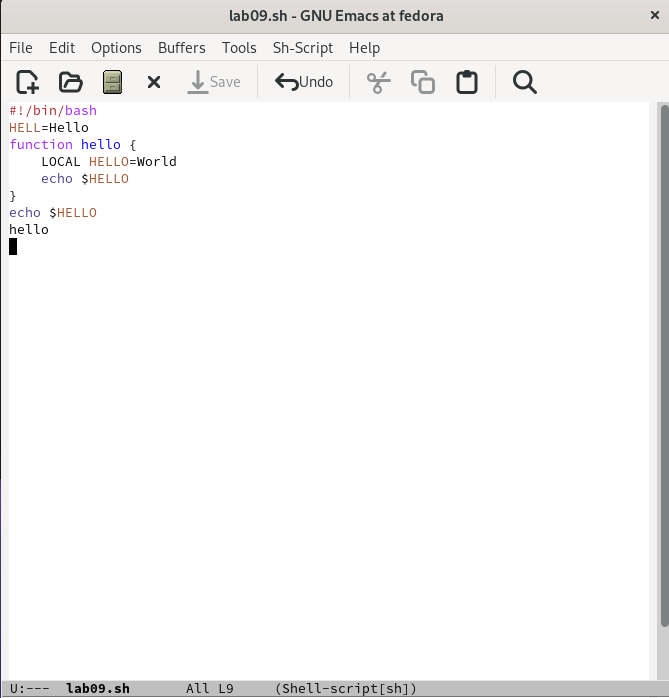 lab09.sh - GNU Emacs at fedora
File Edit Options Buffers Tools Sh-Script Help
Save Undo
#!/bin/bash
HELL=Hello
function hello {
    LOCAL HELLO=World
    echo $HELLO
}
echo $HELLO
hello
U:--- lab09.sh All L9 (Shell-script[sh])